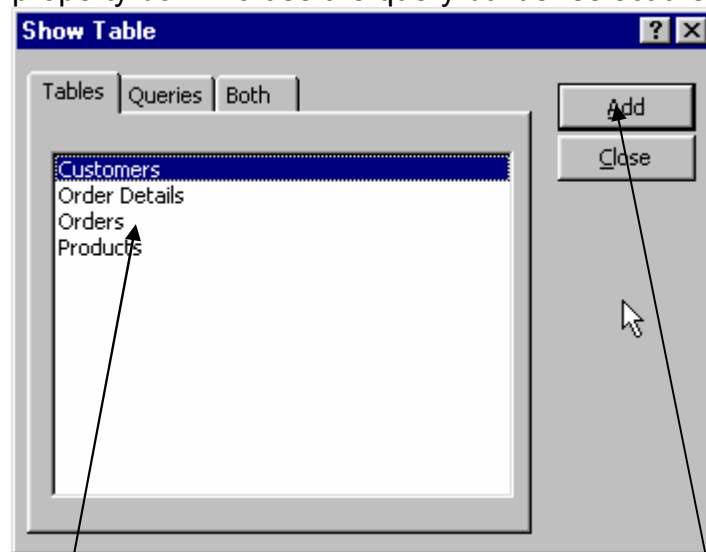 Show Table
Tables Queries Both
Add
Close
Customers
Order Details
Orders
Products